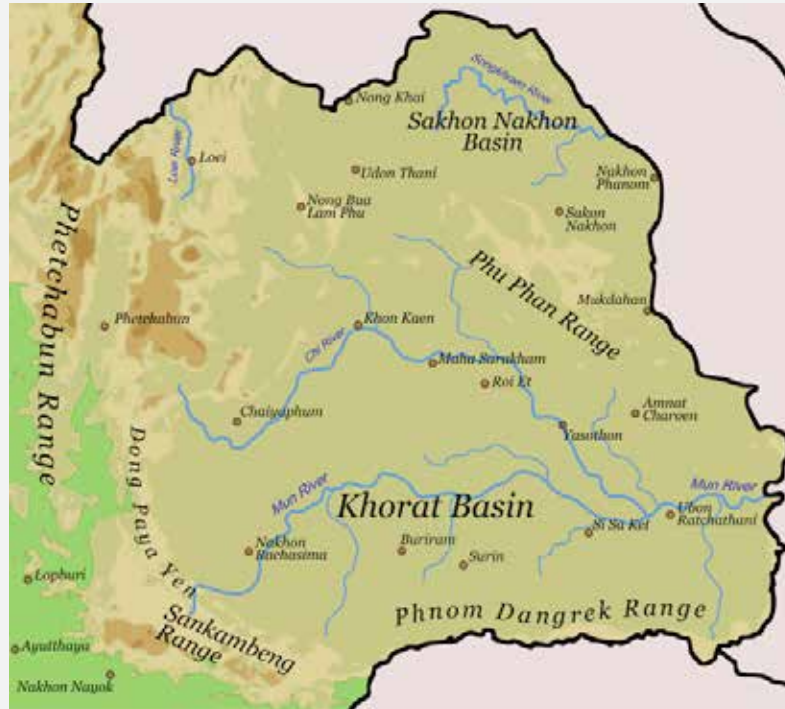 Nong Khai
Songkhram River
Sakhon Nakhon
Basin
Loei River
Loei
Udon Thani
Nakhon
Phanom
Nong Bua
Lam Phu
Sakon
Nakhon
Phetchabun Range
Phu Phan Range
Mukdahan
Phetchabun
Khon Kaen
Chi River
Maha Sarakham
Roi Et
Chaiyaphum
Amnat
Charoen
Yasothon
Dong Paya Yen
Mun River
Khorat Basin
Mun River
Ubon
Ratchathani
Si Sa Ket
Nakhon
Rachasima
Buriram
Surin
Lopburi
Sankambeng
Range
Phnom Dangrek Range
Ayutthaya
Nakhon Nayok